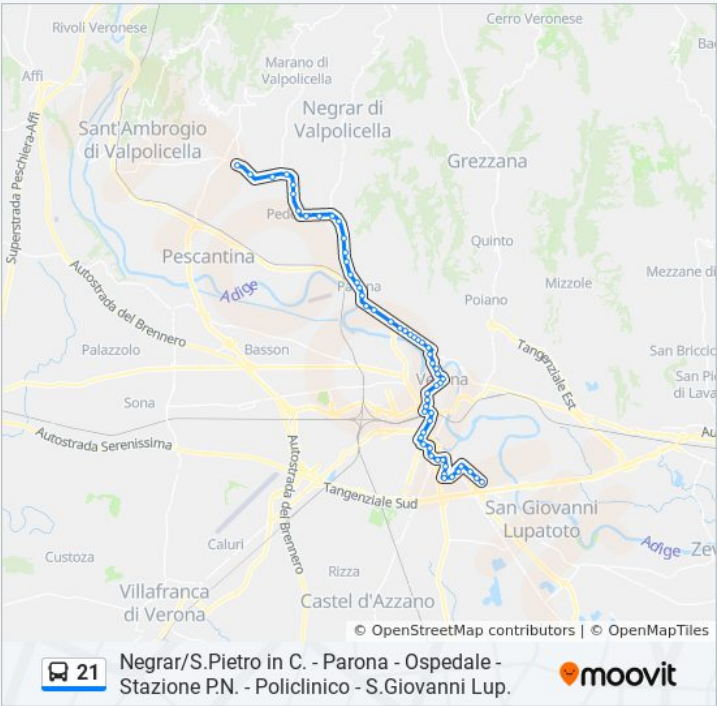 Rivoli Veronese
Cerro Veronese
Affi
Marano di
Valpolicella
Negrar di
Valpolicella
Sant'Ambrogio
di Valpolicella
Grezzana
Superstrada Peschiera-Affi
Pescantina
Quinto
Adige
Mizzole
Mezzane di
Poiano
Autostrada del Brennero
Palazzolo
Basson
Tangenziale Est
San Briccio
Sona
Autostrada Serenissima
Autostrada del Brennero
Tangenziale Sud
San Giovanni
Lupatoto
Adige
Caluri
Custoza
Rizza
Villafranca
di Verona
Castel d'Azzano
© OpenStreetMap contributors | © OpenMapTiles
21
Negrar/S.Pietro in C. - Parona - Ospedale -
Stazione P.N. - Policlinico - S.Giovanni Lup.
moovit